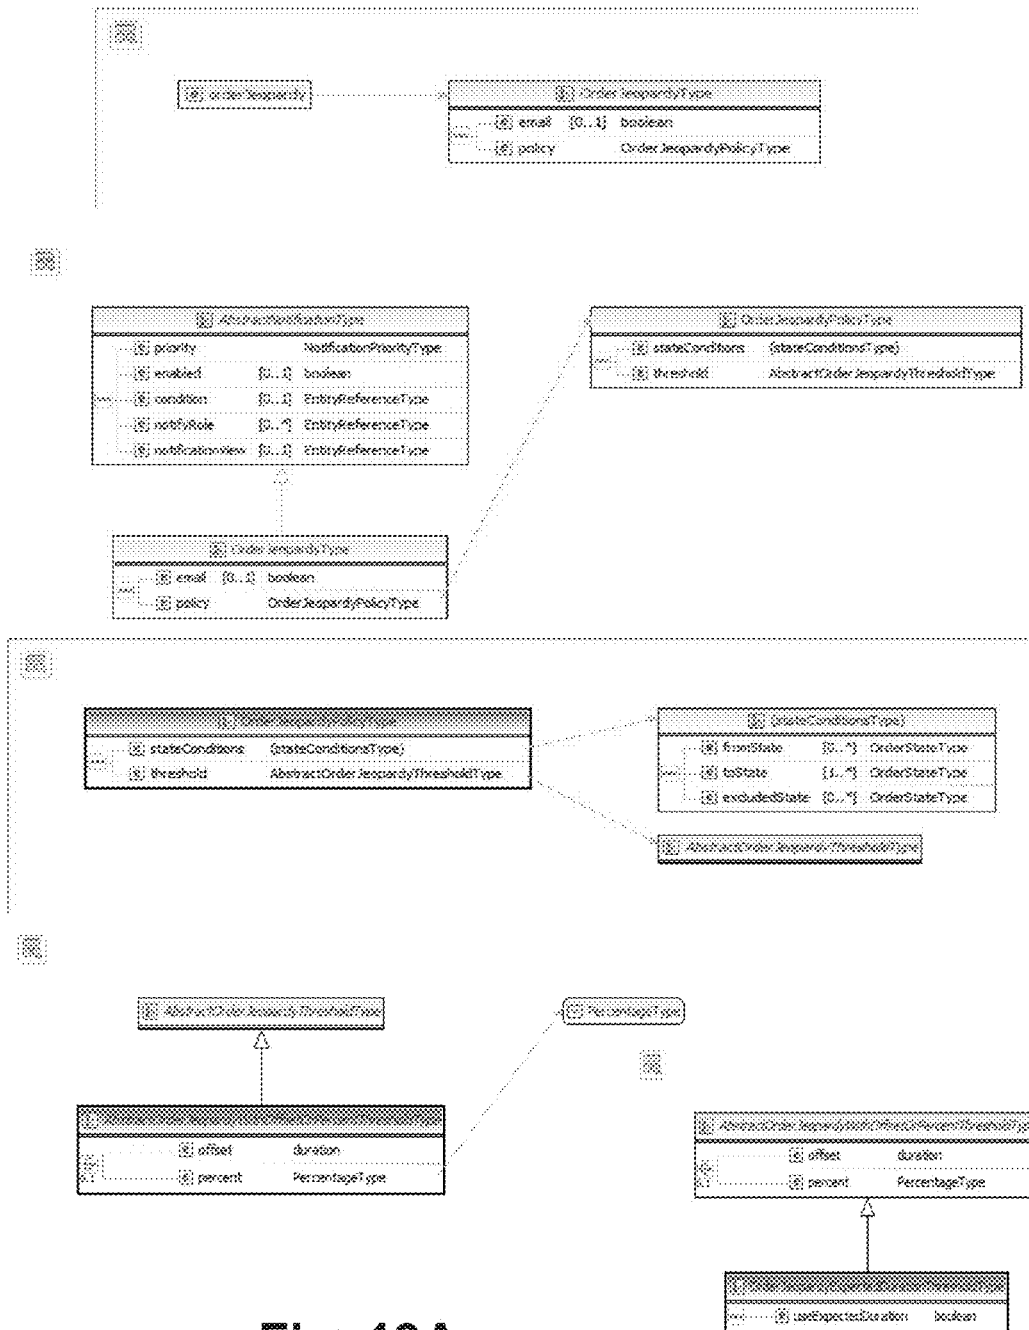 orderJeopardy
OrderJeopardyType
email [0..1] boolean
policy OrderJeopardyPolicyType
AbstractNotificationType
priority NotificationPriorityType
enabled [0..1] boolean
condition [0..1] EntityReferenceType
notifyRole [0..*] EntityReferenceType
notificationView [0..1] EntityReferenceType
OrderJeopardyPolicyType
stateConditions (stateConditionsType)
threshold AbstractOrderJeopardyThresholdType
OrderJeopardyType
email [0..1] boolean
policy OrderJeopardyPolicyType
OrderJeopardyPolicyType
stateConditions (stateConditionsType)
threshold AbstractOrderJeopardyThresholdType
(stateConditionsType)
fromState [0..*] OrderStateType
toState [1..*] OrderStateType
excludedState [0..*] OrderStateType
AbstractOrderJeopardyThresholdType
AbstractOrderJeopardyThresholdType
PercentageType
offset duration
percent PercentageType
AbstractOrderJeopardyWithOffsetOrPercentThresholdTyp
offset duration
percent PercentageType
OrderJeopardyExpectedDurationThresholdType
useExpectedDuration boolean